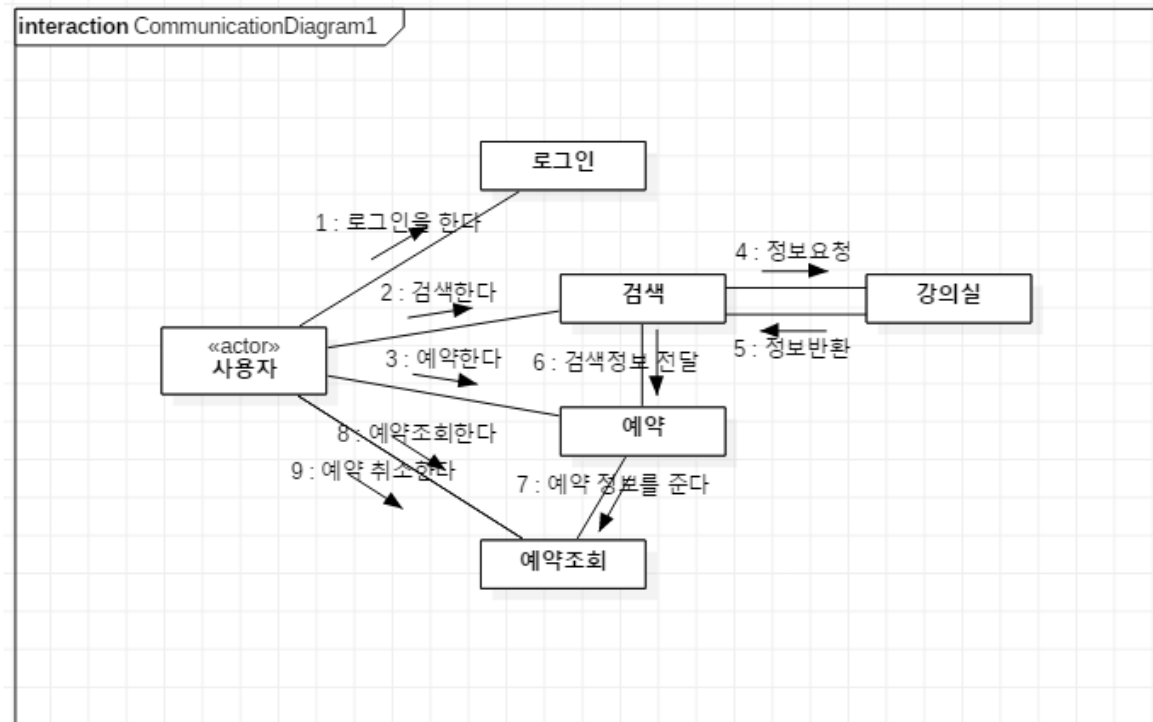 interaction CommunicationDiagram1
로그인
1 : 로그인을 한다
4 : 정보요청
2 : 검색한다
검색
강의실
«actor»
사용자
3 : 예약한다
6 : 검색정보 전달
5 : 정보반환
예약
8 : 예약조회한다
9 : 예약 취소한다
7 : 예약 정보를 준다
예약조회